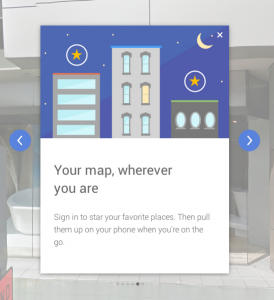 Your map, wherever
you are
Sign in to star your favorite places. Then pull
them up on your phone when you're on the
go.